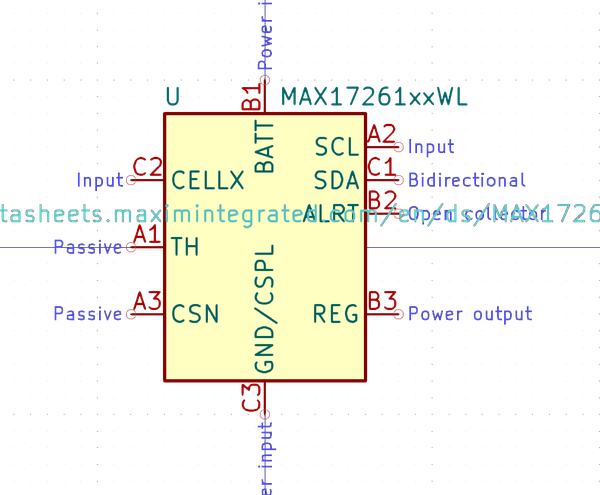 Power i
U
B1
MAX17261xxWL
BATT
SCL
A2
Input
Input
C2
CELLX
SDA
C1
Bidirectional
tasheets.maximintegrated.com/en/ds/MAX1726
ALRT
B2
Open collector
Passive
A1
TH
Passive
A3
CSN
GND/CSPL
REG
B3
Power output
C3
er input